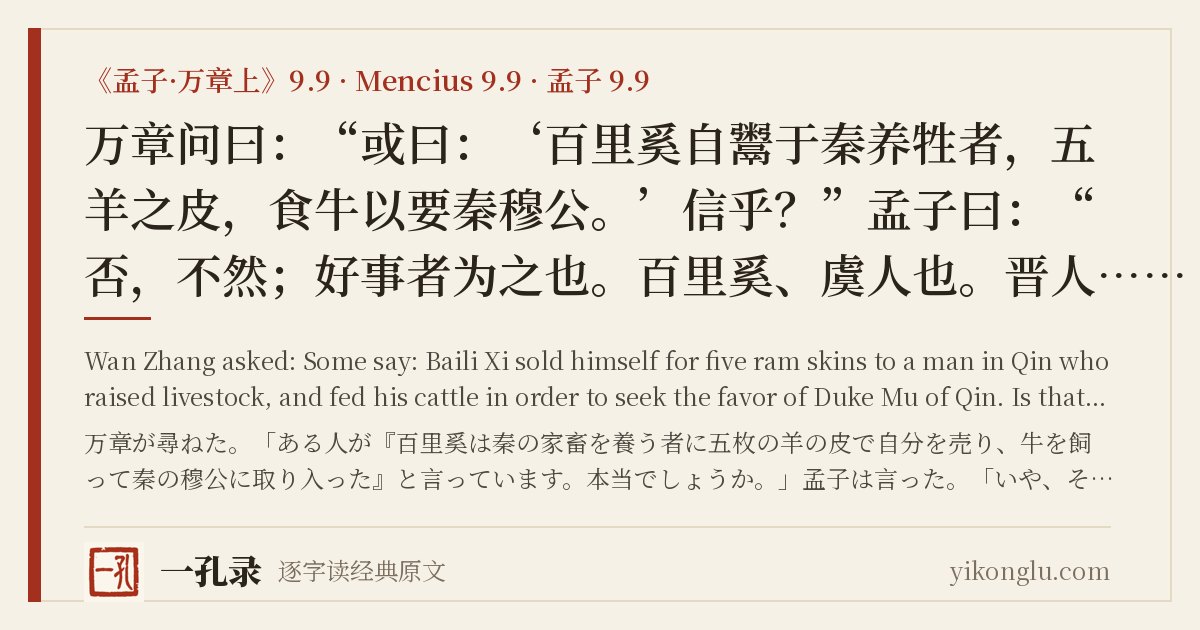 《孟子·万章上》9.9 · Mencius 9.9 · 孟子 9.9
万章问曰：“或曰：‘百里奚自鬻于秦养牲者，五
羊之皮，食牛以要秦穆公。’信乎？”孟子曰：“
否，不然；好事者为之也。百里奚、虞人也。晋人……
Wan Zhang asked: Some say: Baili Xi sold himself for five ram skins to a man in Qin who
raised livestock, and fed his cattle in order to seek the favor of Duke Mu of Qin. Is that...
万章が尋ねた。「ある人が『百里奚は秦の家畜を養う者に五枚の羊の皮で自分を売り、牛を飼
って秦の穆公に取り入った』と言っています。本当でしょうか。」孟子は言った。「いや、そ…
一孔
一孔录 逐字读经典原文 yikonglu.com